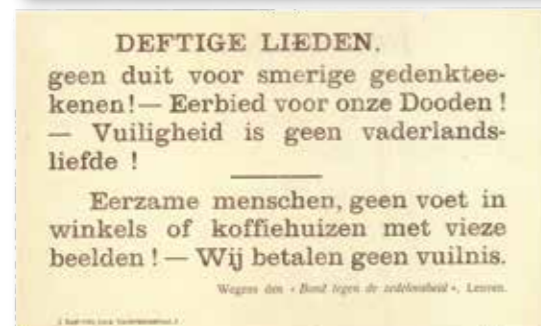 DEFTIGE LIEDEN.
geen duit voor smerige gedenktee-
kenen! — Eerbied voor onze Dooden !
— Vuiligheid is geen vaderlands-
liefde !
Eerzame menschen, geen voet in
winkels of koffiehuizen met vieze
beelden ! — Wij betalen geen vuilnis.
Wegens den « Bond tegen de zedeloosheid », Leuven.